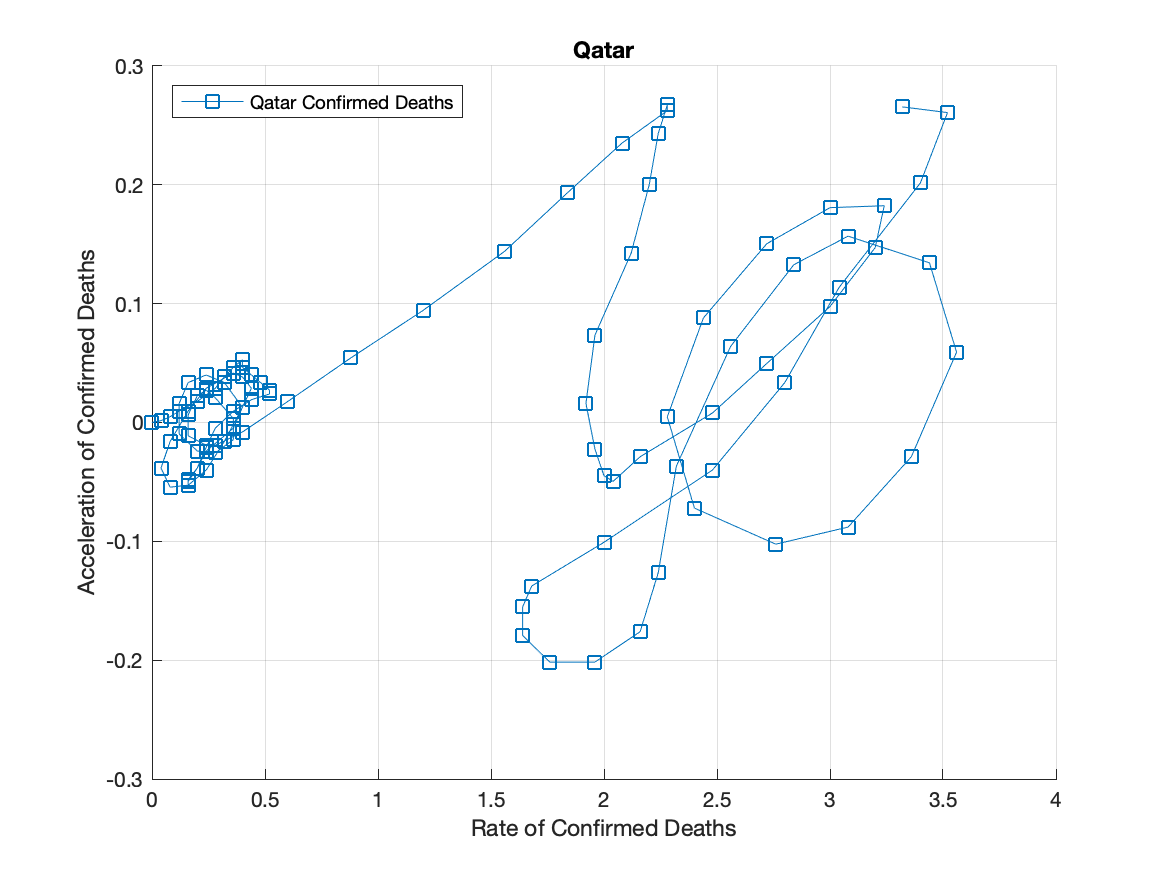 Qatar
Qatar Confirmed Deaths
0.3
0.2
0.1
0
-0.1
-0.2
-0.3
Acceleration of Confirmed Deaths
0 0.5 1 1.5 2 2.5 3 3.5 4
Rate of Confirmed Deaths